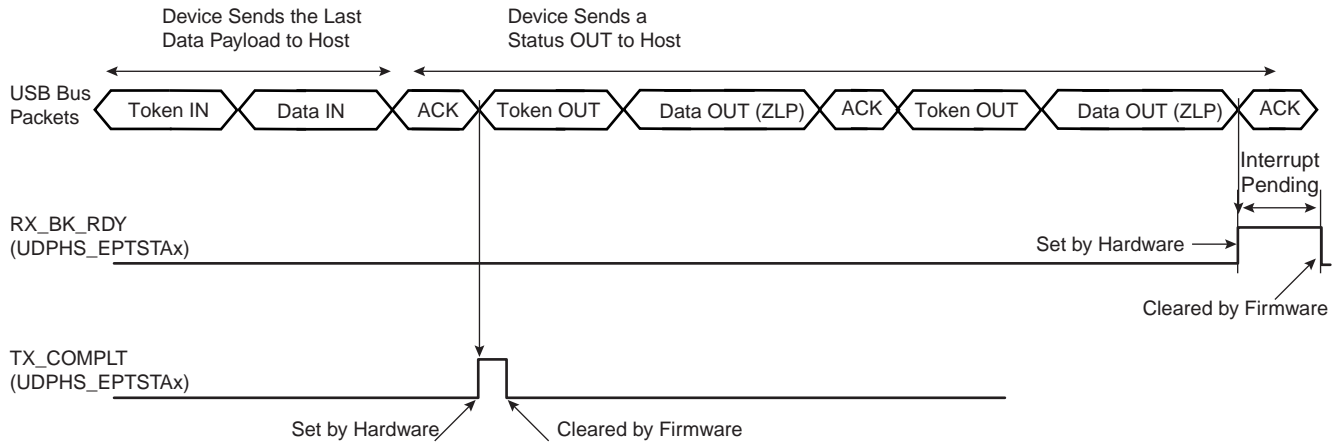 Device Sends the Last
Data Payload to Host
Device Sends a
Status OUT to Host
USB Bus
Packets
Token IN
Data IN
ACK
Token OUT
Data OUT (ZLP)
ACK
Token OUT
Data OUT (ZLP)
ACK
Interrupt
Pending
RX_BK_RDY
(UDPHS_EPTSTAx)
Set by Hardware
Cleared by Firmware
TX_COMPLT
(UDPHS_EPTSTAx)
Set by Hardware
Cleared by Firmware